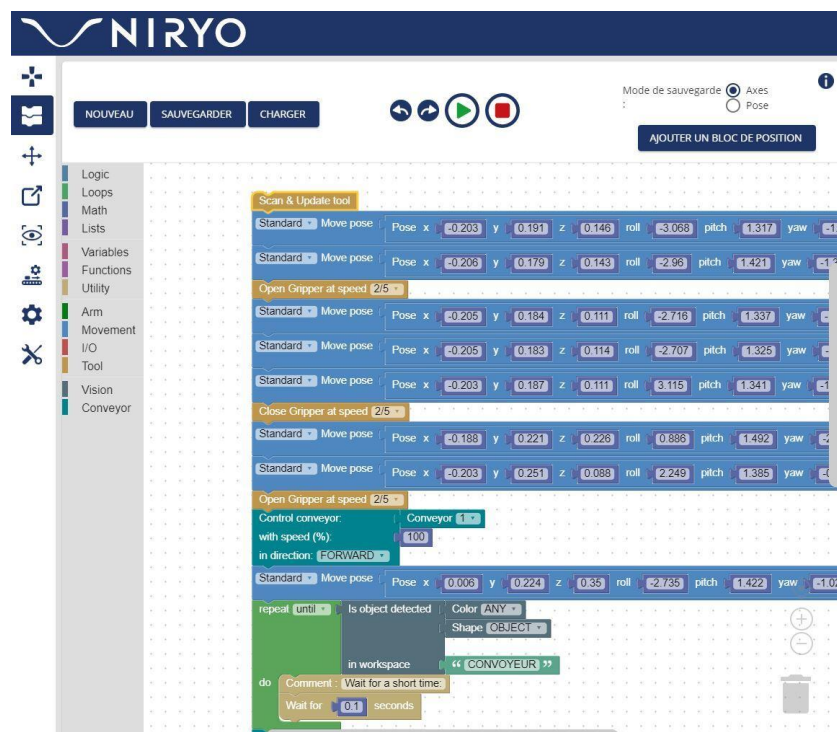 NIRYO
NOUVEAU SAUVEGARDER CHARGER
Mode de sauvegarde Axes
: Pose
AJOUTER UN BLOC DE POSITION
Logic
Loops
Math
Lists
Variables
Functions
Utility
Arm
Movement
I/O
Tool
Vision
Conveyor
Scan & Update tool
Standard Move pose Pose x -0.203 y 0.191 z 0.146 roll -3.068 pitch 1.317 yaw
Standard Move pose Pose x -0.206 y 0.179 z 0.143 roll -2.96 pitch 1.421 yaw
Open Gripper at speed 2/5
Standard Move pose Pose x -0.205 y 0.184 z 0.111 roll -2.716 pitch 1.337 yaw
Standard Move pose Pose x -0.205 y 0.183 z 0.114 roll -2.707 pitch 1.325 yaw
Standard Move pose Pose x -0.203 y 0.187 z 0.111 roll 3.115 pitch 1.341 yaw
Close Gripper at speed 2/5
Standard Move pose Pose x -0.188 y 0.221 z 0.226 roll 0.886 pitch 1.492 yaw
Standard Move pose Pose x -0.203 y 0.251 z 0.088 roll 2.249 pitch 1.385 yaw
Open Gripper at speed 2/5
Control conveyor: Conveyor 1
with speed (%): 100
in direction: FORWARD
Standard Move pose Pose x 0.006 y 0.224 z 0.35 roll -2.735 pitch 1.422 yaw
repeat until Is object detected Color ANY
Shape OBJECT
in workspace “ CONVOYEUR ”
do Comment : Wait for a short time:
Wait for 0.1 seconds